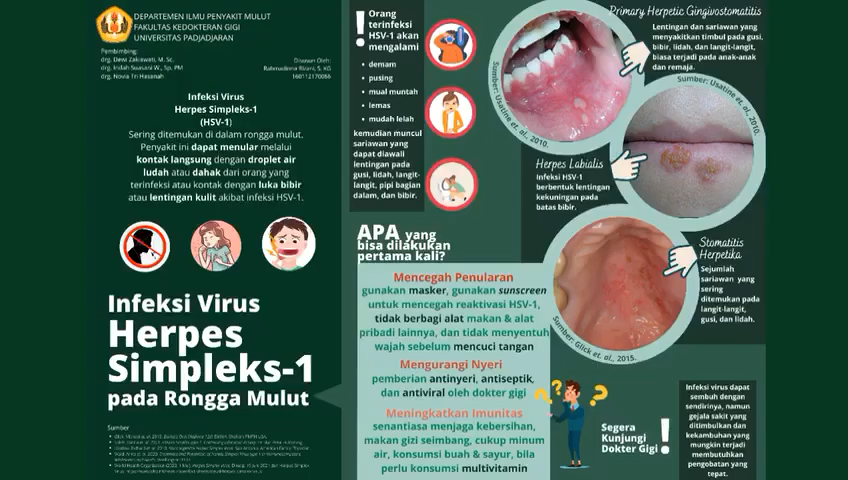 DEPARTEMEN ILMU PENYAKIT MULUT
FAKULTAS KEDOKTERAN GIGI
UNIVERSITAS PADJADJARAN
Pembimbing:
drg. Dewi Zakiawati, M. Sc.
drg. Indah Suasani W., Sp. PM
drg. Novia Tri Hasanah
Disusun Oleh:
160112170066
Infeksi Virus
Herpes Simpleks-1
(HSV-1)
Sering ditemukan di dalam rongga mulut.
Penyakit ini dapat menular melalui
kontak langsung dengan droplet air
ludah atau dahak dari orang yang
terinfeksi atau kontak dengan luka bibir
atau lentingan kulit akibat infeksi HSV-1.
Infeksi Virus
Herpes
Simpleks-1
pada Rongga Mulut
Sumber
! Orang
terinfeksi
HSV-1 akan
mengalami
• demam
• pusing
• mual muntah
• lemas
• mudah lelah
kemudian muncul
sariawan yang
dapat diawali
lentingan pada
gusi, lidah, langit-
langit, pipi bagian
dalam, dan bibir.
APA yang
bisa dilakukan
pertama kali?
Mencegah Penularan
gunakan masker, gunakan sunscreen
untuk mencegah reaktivasi HSV-1,
tidak berbagi alat makan & alat
pribadi lainnya, dan tidak menyentuh
wajah sebelum mencuci tangan
Mengurangi Nyeri
pemberian antinyeri, antiseptik,
dan antiviral oleh dokter gigi
Meningkatkan Imunitas
senantiasa menjaga kebersihan,
makan gizi seimbang, cukup minum
air, konsumsi buah & sayur, bila
perlu konsumsi multivitamin
Primary Herpetic Gingivostomatitis
Lentingan dan sariawan yang
menyakitkan timbul pada gusi,
bibir, lidah, dan langit-langit,
biasa terjadi pada anak-anak
dan remaja.
Sumber: Usatine et. al., 2010.
Sumber: Usatine et. al., 2010.
Herpes Labialis
Infeksi HSV-1
berbentuk lentingan
kekuningan pada
batas bibir.
Stomatitis
Herpetika
Sejumlah
sariawan yang
sering
ditemukan pada
langit-langit,
gusi, dan lidah.
Sumber: Glick et. al., 2015.
? ? ?
Segera
Kunjungi
Dokter Gigi !
Infeksi virus dapat
sembuh dengan
sendirinya, namun
gejala sakit yang
ditimbulkan dan
kekambuhan yang
mungkin terjadi
membutuhkan
pengobatan yang
tepat.